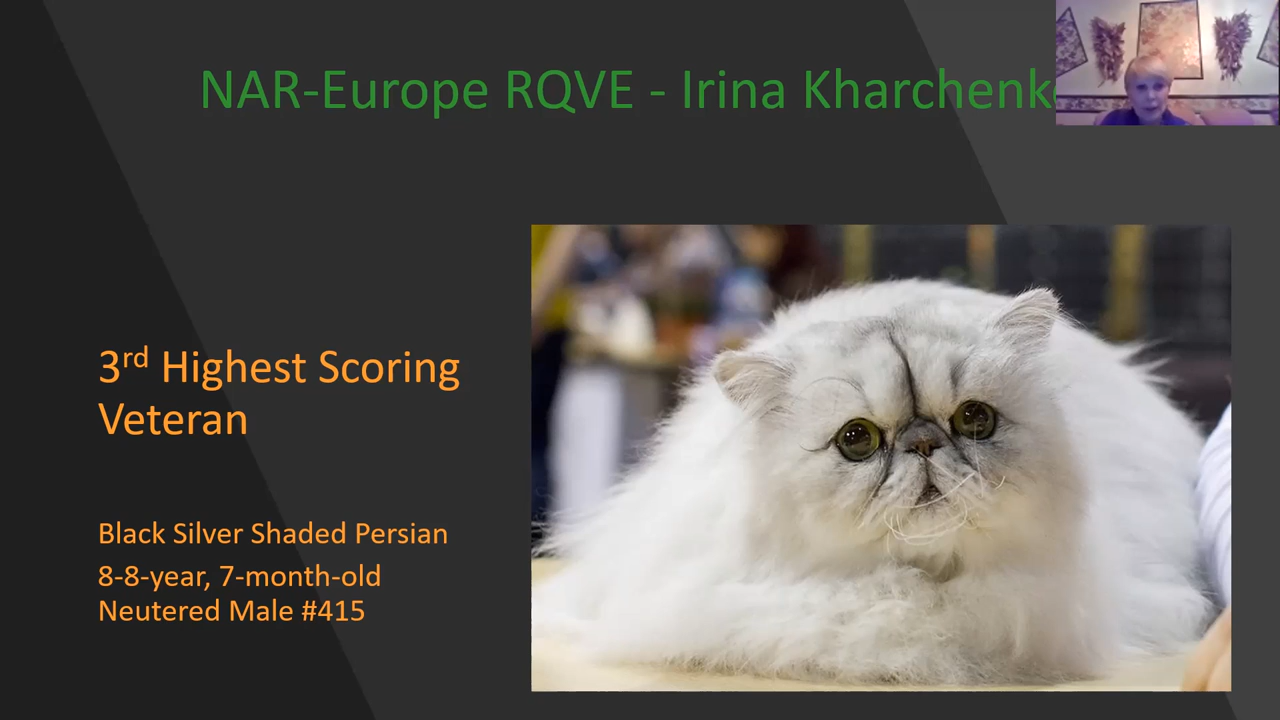 NAR-Europe RQVE - Irina Kharchenko
3rd Highest Scoring
Veteran
Black Silver Shaded Persian
8-8-year, 7-month-old
Neutered Male #415